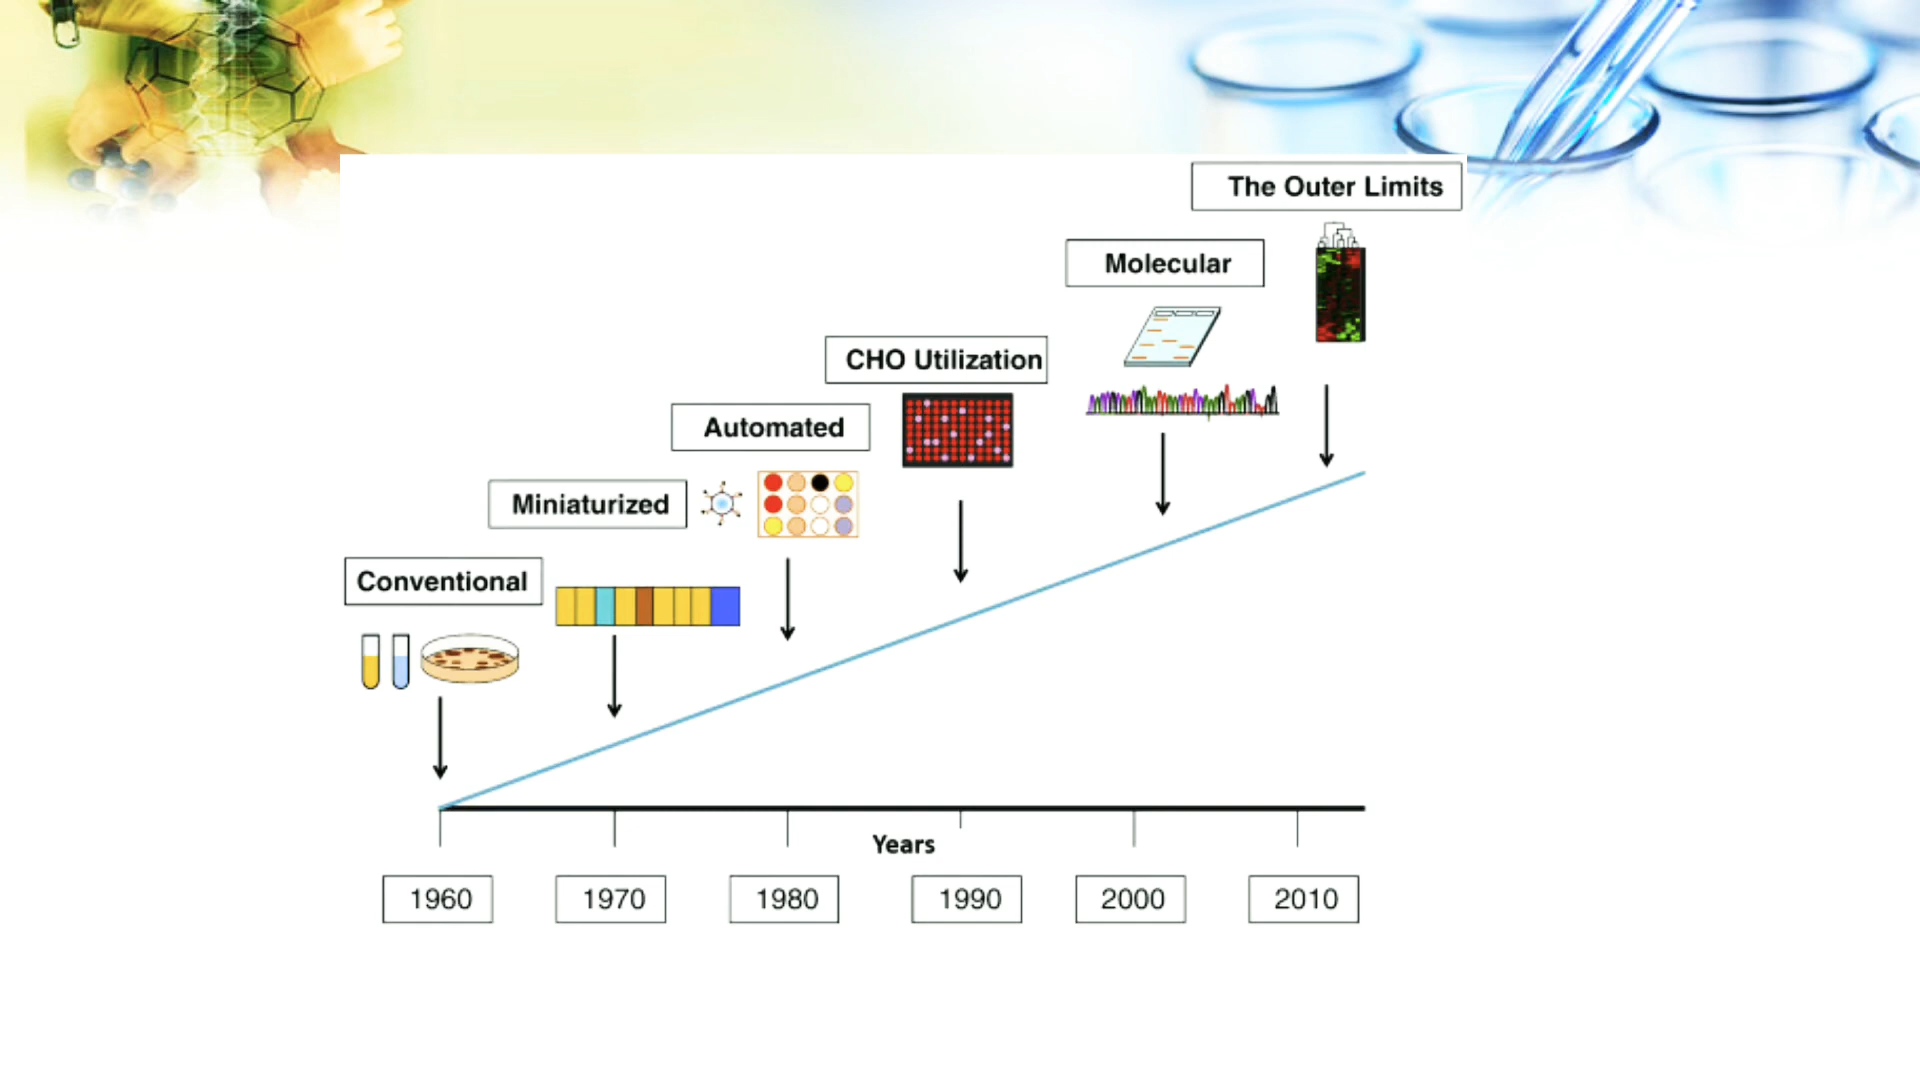 The Outer Limits
Molecular
CHO Utilization
Automated
Miniaturized
Conventional
Years
1960 1970 1980 1990 2000 2010